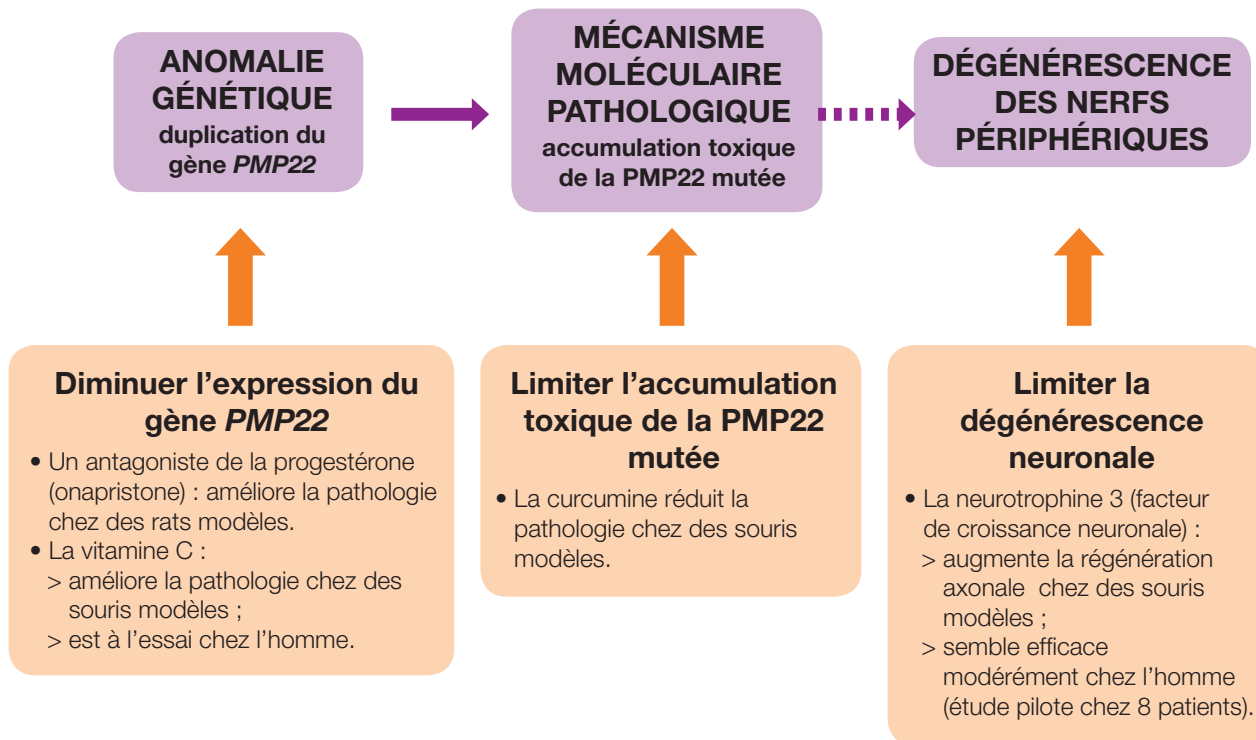 ANOMALIE
GÉNÉTIQUE
duplication du
gène PMP22
MÉCANISME
MOLÉCULAIRE
PATHOLOGIQUE
accumulation toxique
de la PMP22 mutée
DÉGÉNÉRESCENCE
DES NERFS
PÉRIPHÉRIQUES
Diminuer l’expression du
gène PMP22
• Un antagoniste de la progestérone
(onapristone) : améliore la pathologie
chez des rats modèles.
• La vitamine C :
> améliore la pathologie chez des
souris modèles ;
> est à l’essai chez l’homme.
Limiter l’accumulation
toxique de la PMP22
mutée
• La curcumine réduit la
pathologie chez des souris
modèles.
Limiter la
dégénérescence
neuronale
• La neurotrophine 3 (facteur
de croissance neuronale) :
> augmente la régénération
axonale chez des souris
modèles ;
> semble efficace
modérément chez l’homme
(étude pilote chez 8 patients).